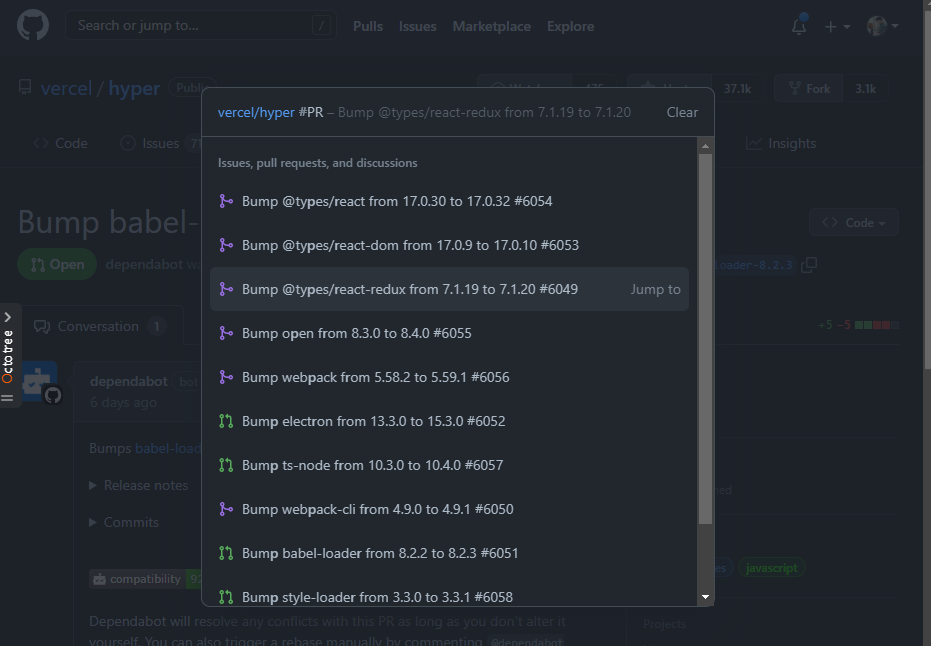 Search or jump to...
/
Pulls
Issues
Marketplace
Explore
vercel / hyper
37.1k
Fork
3.1k
vercel/hyper #PR – Bump @types/react-redux from 7.1.19 to 7.1.20
Clear
Code
Issues
Insights
Issues, pull requests, and discussions
Bump @types/react from 17.0.30 to 17.0.32 #6054
Bump babel-
Code
Bump @types/react-dom from 17.0.9 to 17.0.10 #6053
Open
dependabot
loader-8.2.3
Bump @types/react-redux from 7.1.19 to 7.1.20 #6049
Jump to
Octotree
Conversation 1
+5 −5
Bump open from 8.3.0 to 8.4.0 #6055
Bump webpack from 5.58.2 to 5.59.1 #6056
dependabot bot
6 days ago
Bump electron from 13.3.0 to 15.3.0 #6052
Bumps babel-load
Bump ts-node from 10.3.0 to 10.4.0 #6057
Release notes
Bump webpack-cli from 4.9.0 to 4.9.1 #6050
Commits
Bump babel-loader from 8.2.2 to 8.2.3 #6051
javascript
compatibility
Bump style-loader from 3.3.0 to 3.3.1 #6058
Dependabot will resolve any conflicts with this PR as long as you don't alter it
Projects
yourself. You can also trigger a rebase manually by commenting @dependabot